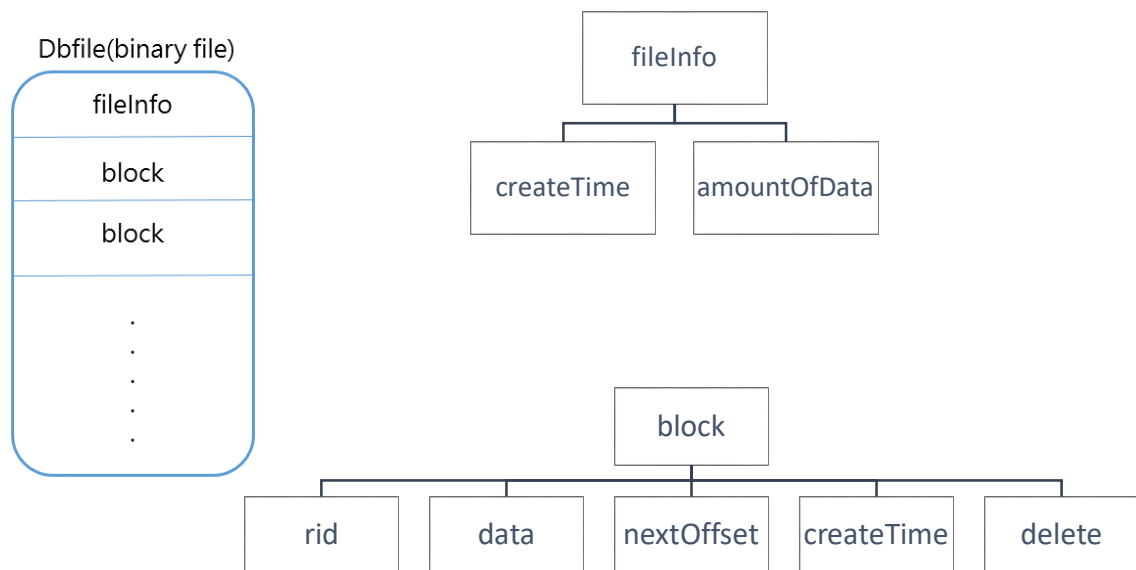 Dbfile(binary file)
fileInfo
block
block
.
.
.
.
.
fileInfo
createTime
amountOfData
block
rid
data
nextOffset
createTime
delete